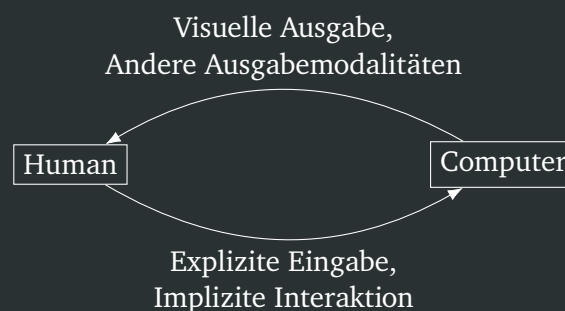 Visuelle Ausgabe,
Andere Ausgabemodalitäten
Human
Computer
Explizite Eingabe,
Implizite Interaktion